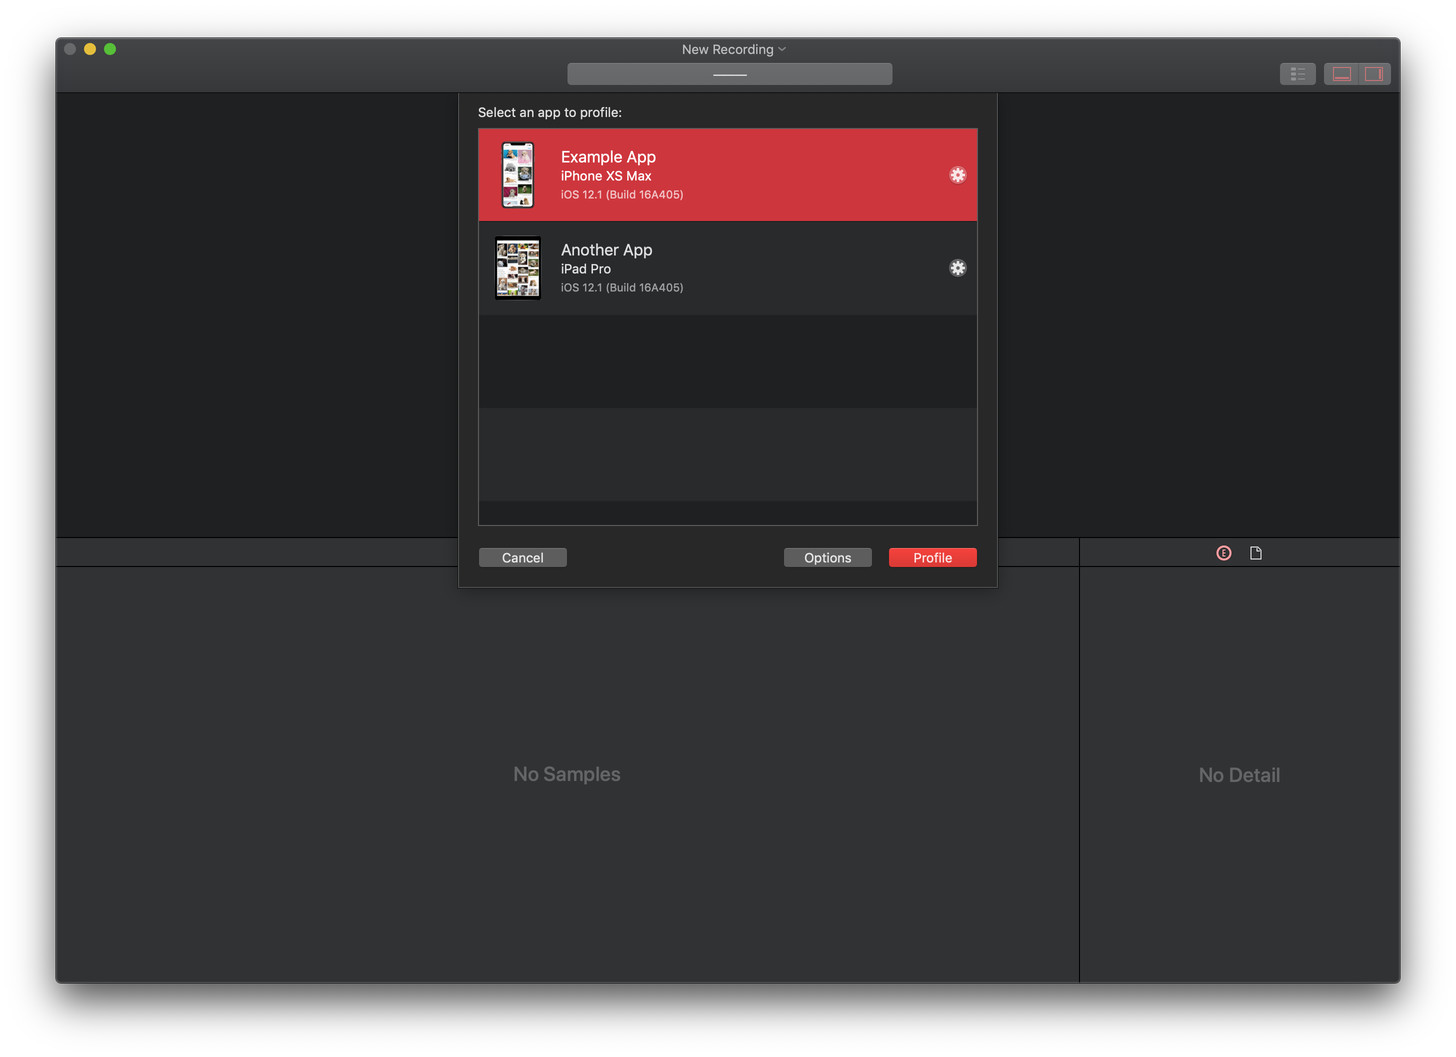 New Recording
Select an app to profile:
Example App
iPhone XS Max
iOS 12.1 (Build 16A405)
Another App
iPad Pro
iOS 12.1 (Build 16A405)
Cancel
Options
Profile
E
No Samples
No Detail